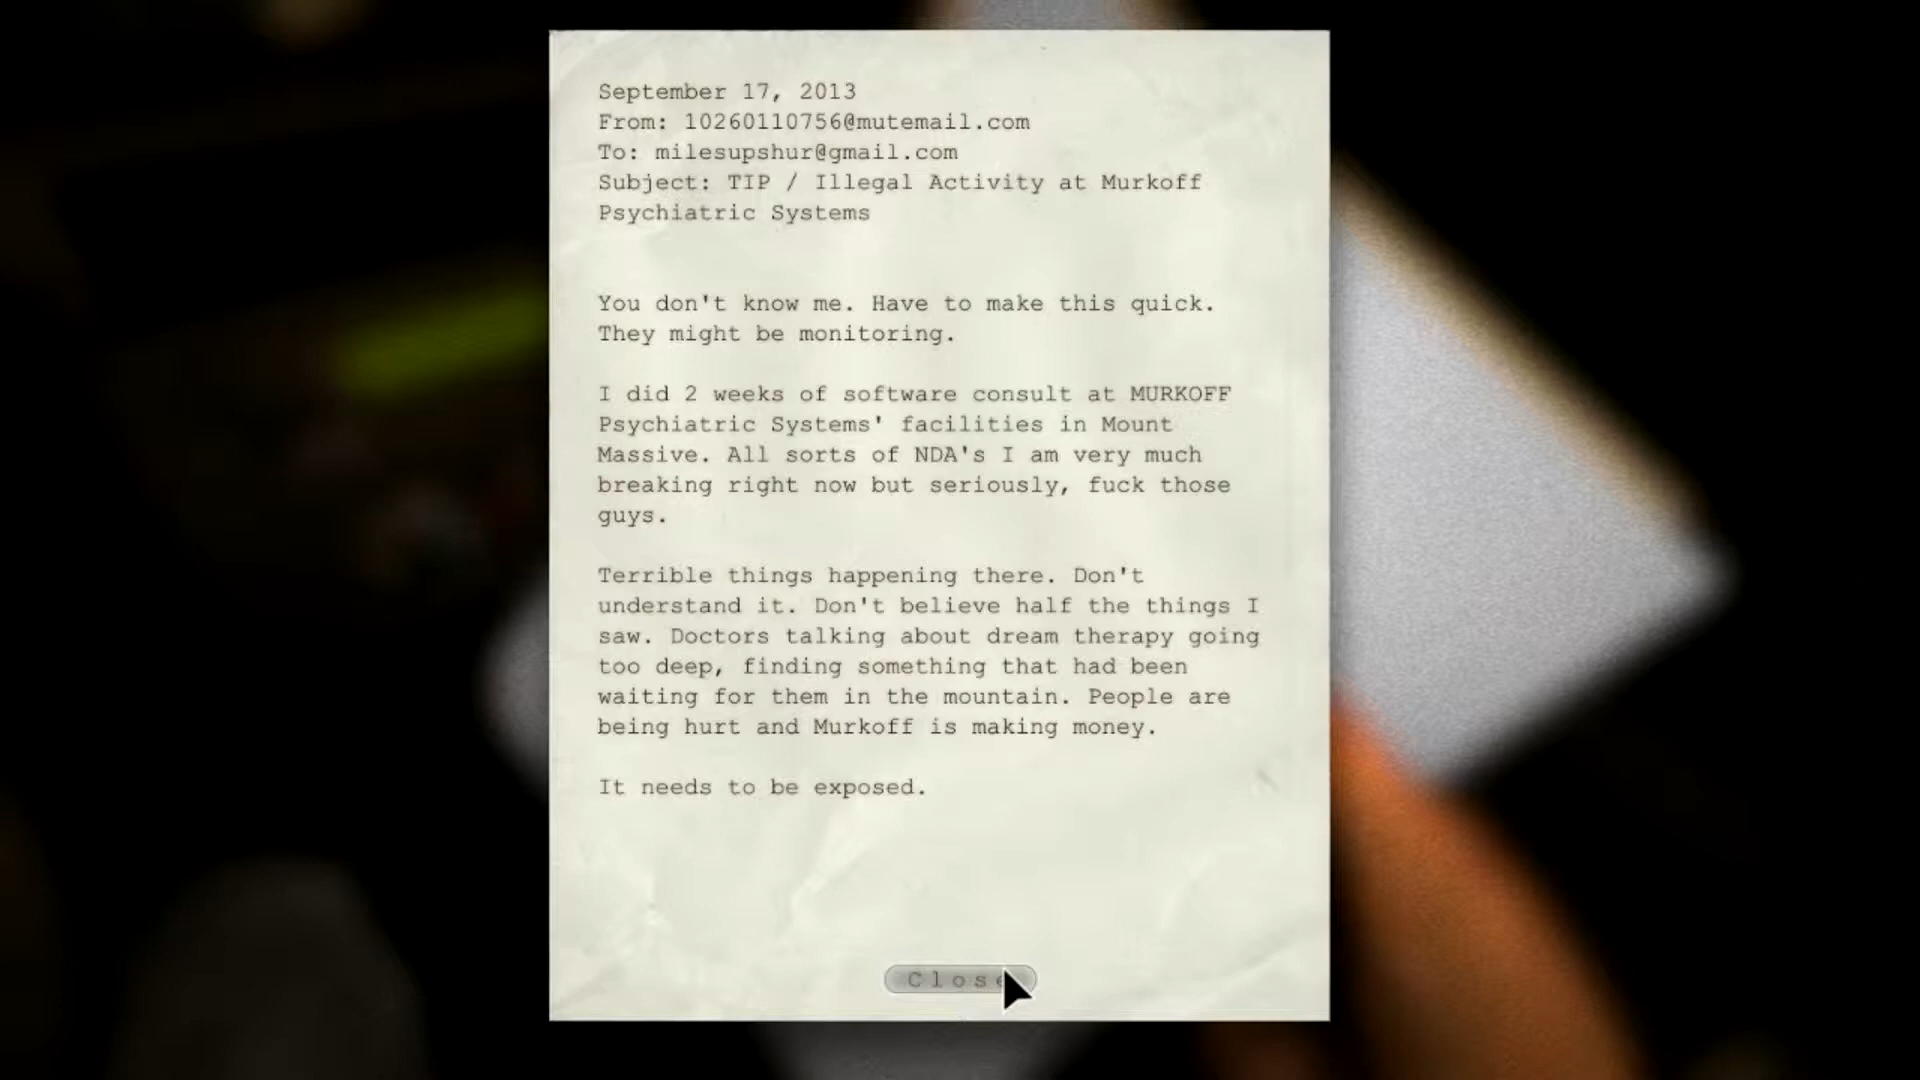 September 17, 2013
From: 10260110756@mutemail.com
To: milesupshur@gmail.com
Subject: TIP / Illegal Activity at Murkoff
Psychiatric Systems
You don't know me. Have to make this quick.
They might be monitoring.
I did 2 weeks of software consult at MURKOFF
Psychiatric Systems' facilities in Mount
Massive. All sorts of NDA's I am very much
breaking right now but seriously, fuck those
guys.
Terrible things happening there. Don't
understand it. Don't believe half the things I
saw. Doctors talking about dream therapy going
too deep, finding something that had been
waiting for them in the mountain. People are
being hurt and Murkoff is making money.
It needs to be exposed.
Close